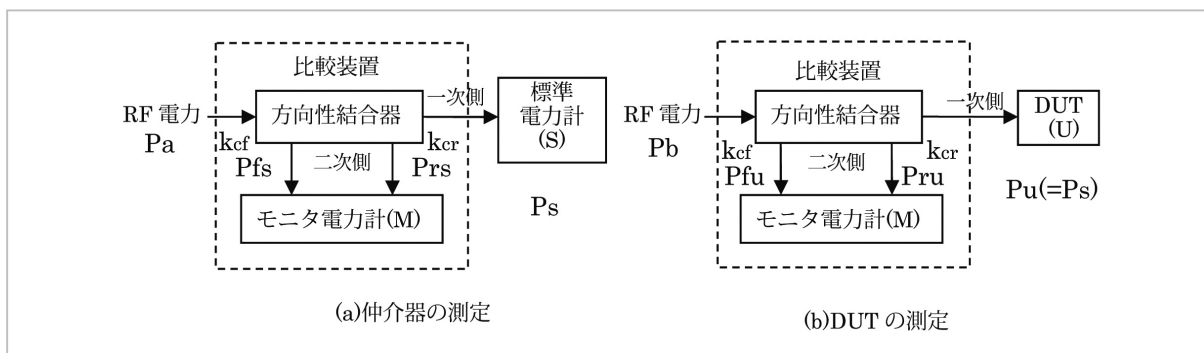 比較装置
RF 電力
Pa
方向性結合器
一次側
標準
電力計
(S)
kcf
kcr
Pfs
二次側
Prs
モニタ電力計(M)
Ps
(a)仲介器の測定
比較装置
RF 電力
Pb
方向性結合器
一次側
DUT
(U)
kcf
kcr
Pfu
二次側
Pru
モニタ電力計(M)
Pu(=Ps)
(b)DUT の測定